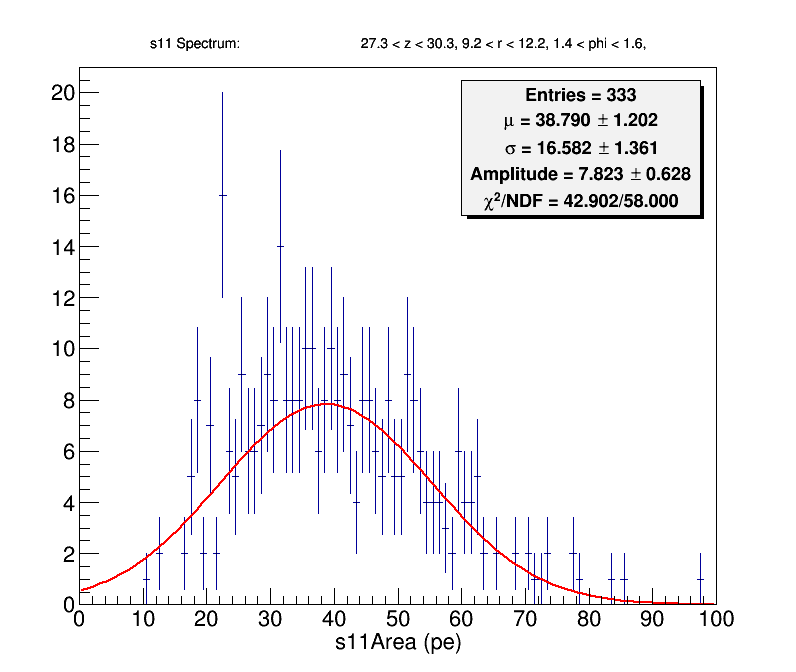 s11 Spectrum: 27.3 < z < 30.3, 9.2 < r < 12.2, 1.4 < phi < 1.6,
Entries = 333
μ = 38.790 ± 1.202
σ = 16.582 ± 1.361
Amplitude = 7.823 ± 0.628
χ²/NDF = 42.902/58.000
20
18
16
14
12
10
8
6
4
2
0
0 10 20 30 40 50 60 70 80 90 100
s11Area (pe)